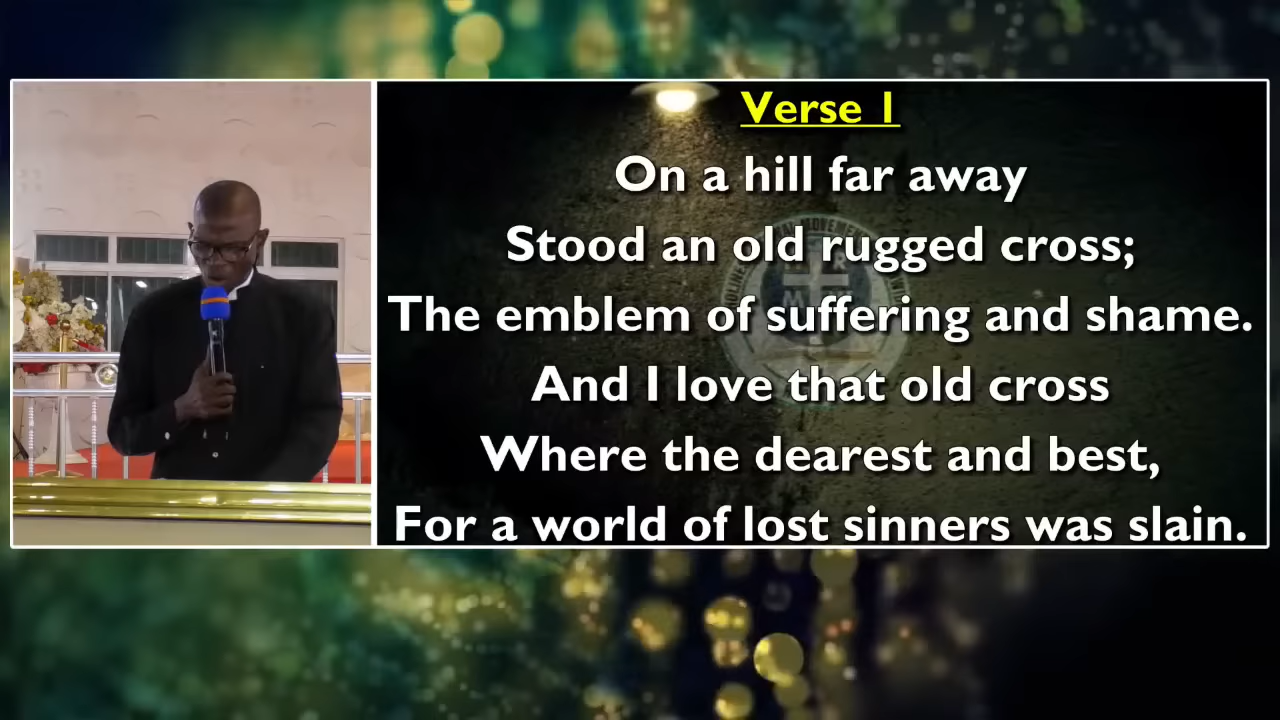 Verse 1
On a hill far away
Stood an old rugged cross;
The emblem of suffering and shame.
And I love that old cross
Where the dearest and best,
For a world of lost sinners was slain.